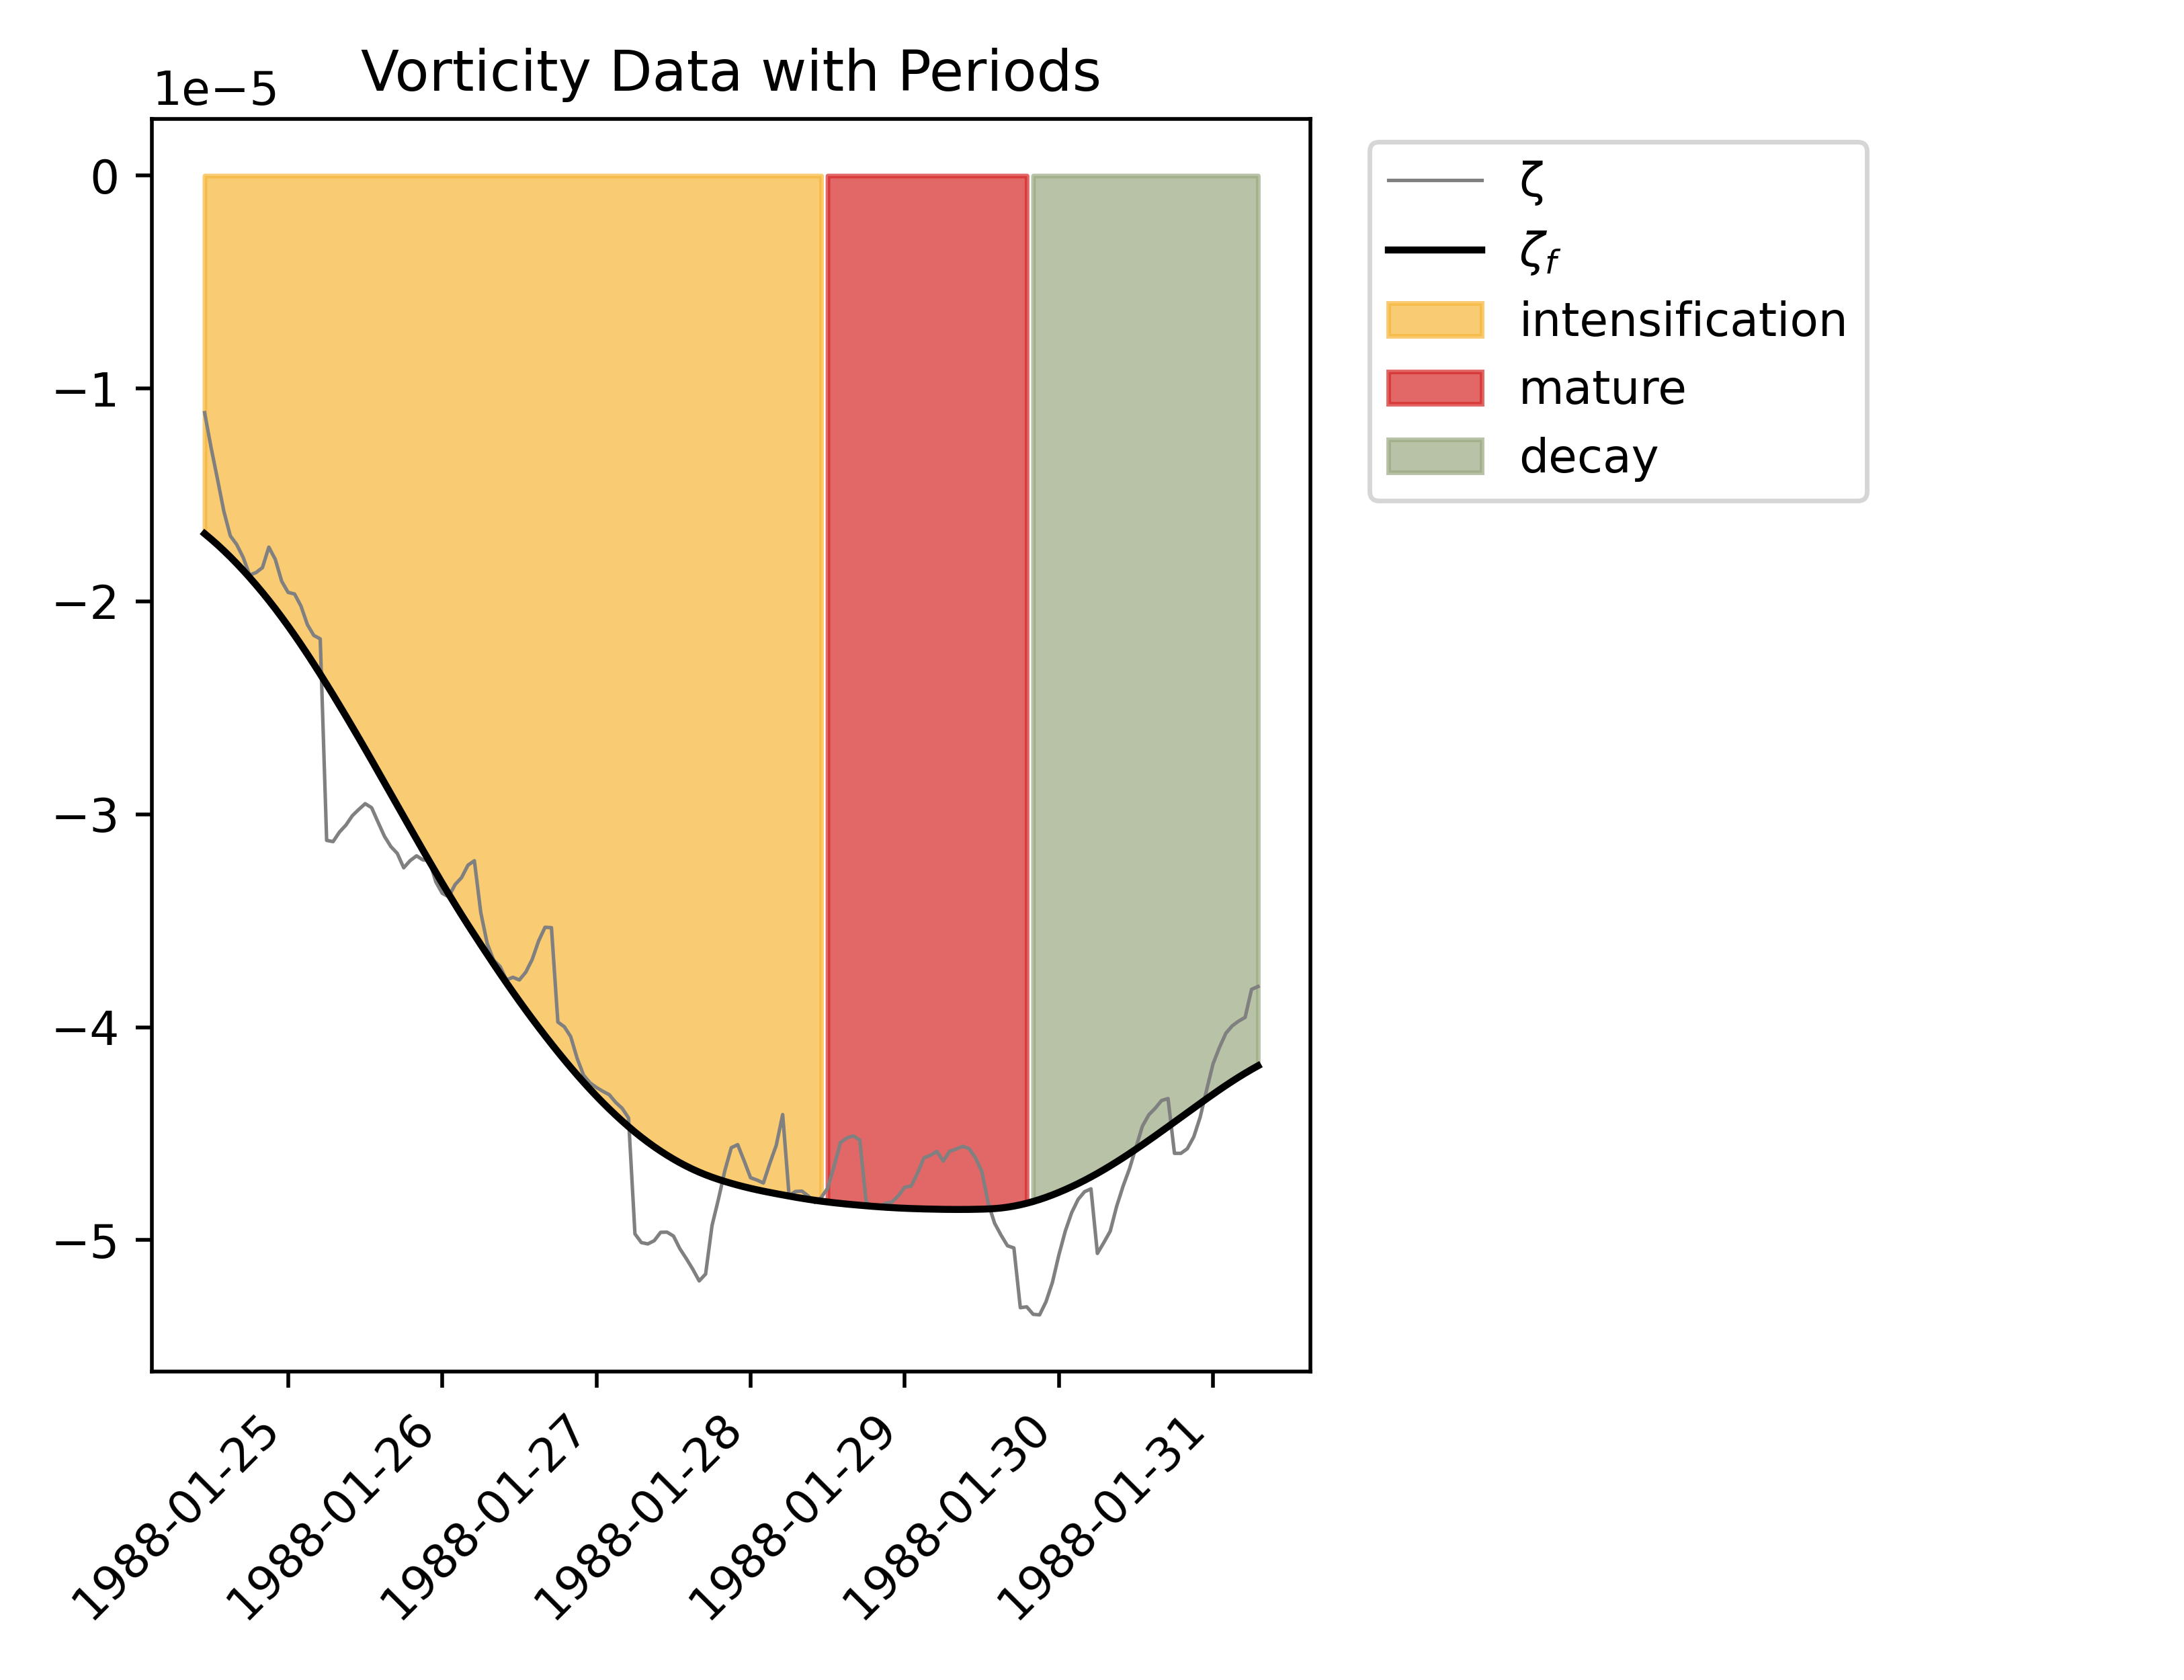 Vorticity Data with Periods
1e−5
0
−1
−2
−3
−4
−5
1988-01-25
1988-01-26
1988-01-27
1988-01-28
1988-01-29
1988-01-30
1988-01-31
ζ
ζf
intensification
mature
decay